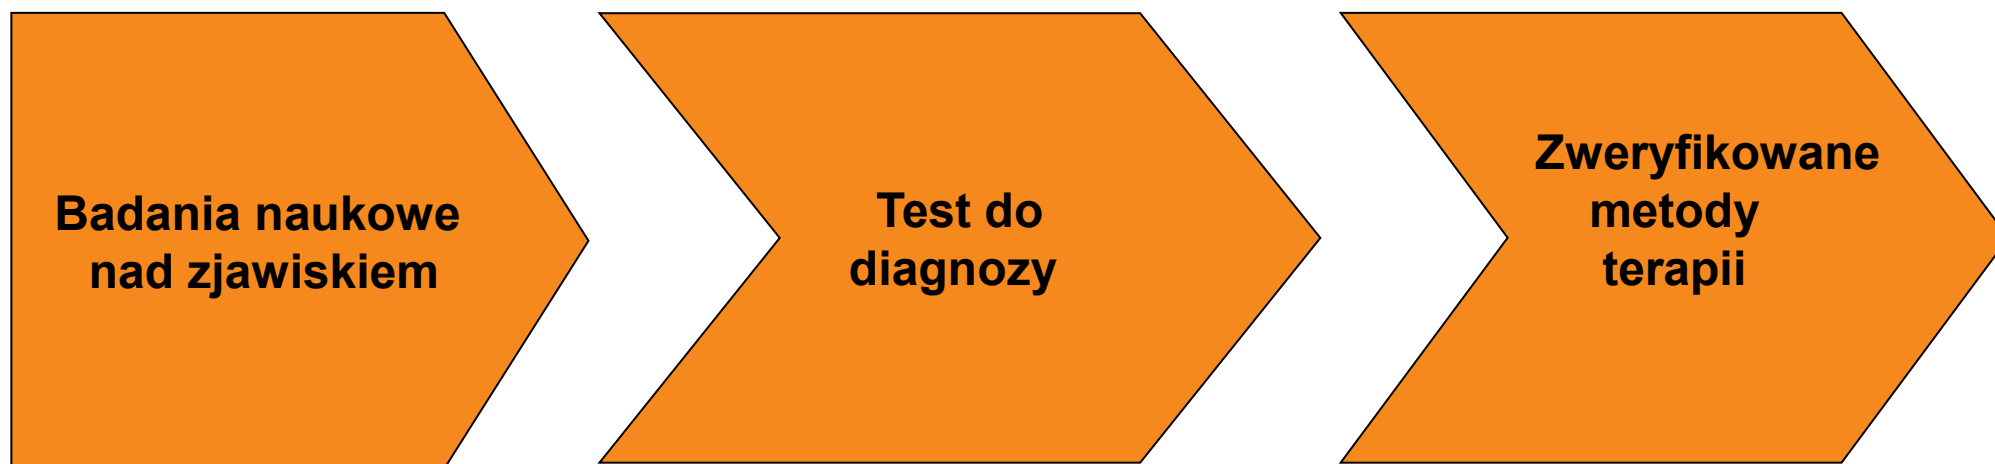 Badania naukowe
nad zjawiskiem
Test do
diagnozy
Zweryfikowane
metody
terapii